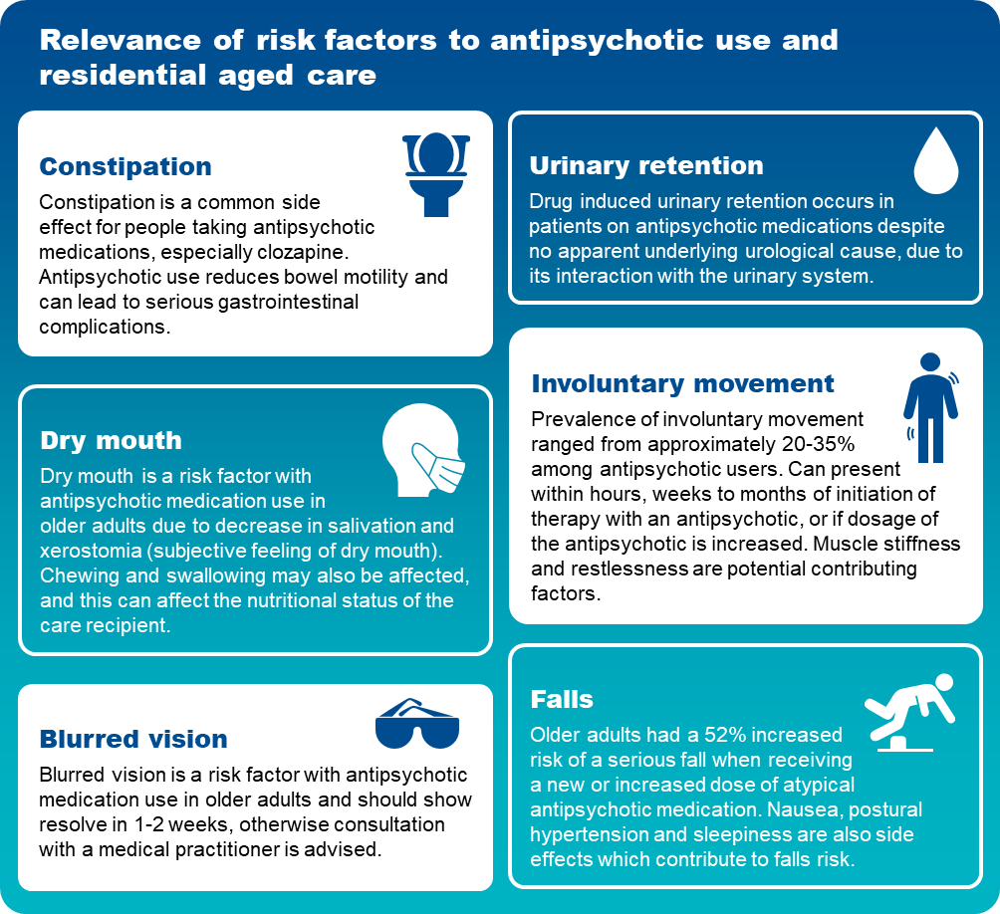 Relevance of risk factors to antipsychotic use and
residential aged care
Constipation
Constipation is a common side
effect for people taking antipsychotic
medications, especially clozapine.
Antipsychotic use reduces bowel motility and
can lead to serious gastrointestinal
complications.
Dry mouth
Dry mouth is a risk factor with
antipsychotic medication use in
older adults due to decrease in salivation and
xerostomia (subjective feeling of dry mouth).
Chewing and swallowing may also be affected,
and this can affect the nutritional status of the
care recipient.
Blurred vision
Blurred vision is a risk factor with antipsychotic
medication use in older adults and should show
resolve in 1-2 weeks, otherwise consultation
with a medical practitioner is advised.
Urinary retention
Drug induced urinary retention occurs in
patients on antipsychotic medications despite
no apparent underlying urological cause, due to
its interaction with the urinary system.
Involuntary movement
Prevalence of involuntary movement
ranged from approximately 20-35%
among antipsychotic users. Can present
within hours, weeks to months of initiation of
therapy with an antipsychotic, or if dosage of
the antipsychotic is increased. Muscle stiffness
and restlessness are potential contributing
factors.
Falls
Older adults had a 52% increased
risk of a serious fall when receiving
a new or increased dose of atypical
antipsychotic medication. Nausea, postural
hypertension and sleepiness are also side
effects which contribute to falls risk.